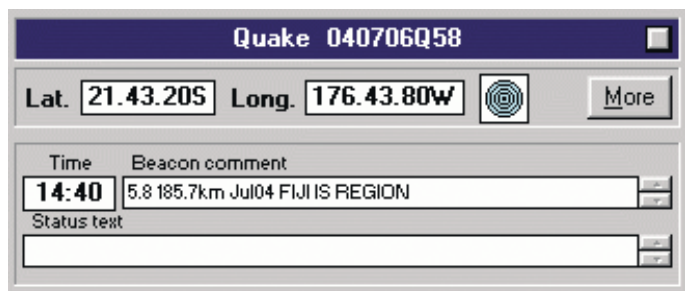 Quake 040706Q58
Lat. 21.43.20S Long. 176.43.80W More
Time Beacon comment
14:40 5.8 185.7km Jul04 FIJI IS REGION
Status text